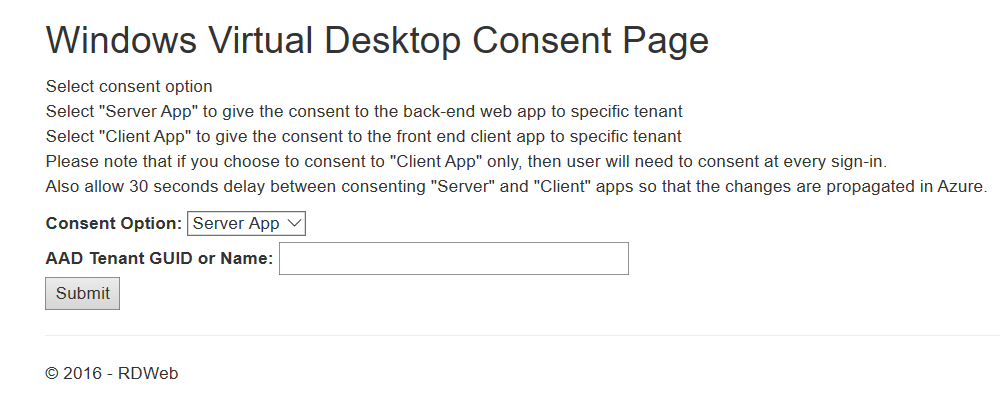 Windows Virtual Desktop Consent Page
Select consent option
Select "Server App" to give the consent to the back-end web app to specific tenant
Select "Client App" to give the consent to the front end client app to specific tenant
Please note that if you choose to consent to "Client App" only, then user will need to consent at every sign-in.
Also allow 30 seconds delay between consenting "Server" and "Client" apps so that the changes are propagated in Azure.
Consent Option: Server App
AAD Tenant GUID or Name:
Submit
© 2016 - RDWeb